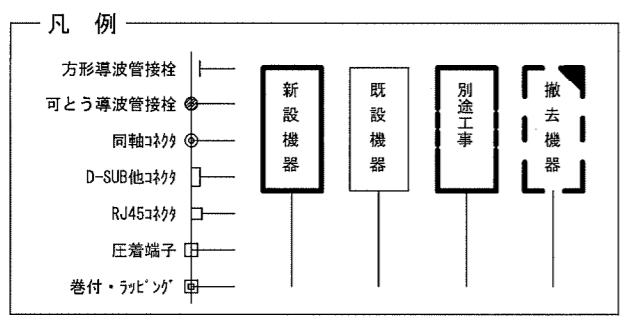 凡 例
方形導波管接栓
可とう導波管接栓
同軸ｺﾈｸﾀ
D-SUB他ｺﾈｸﾀ
RJ45ｺﾈｸﾀ
圧着端子
巻付・ﾗｯﾋﾟﾝｸﾞ
新設機器
既設機器
別途工事
撤去機器